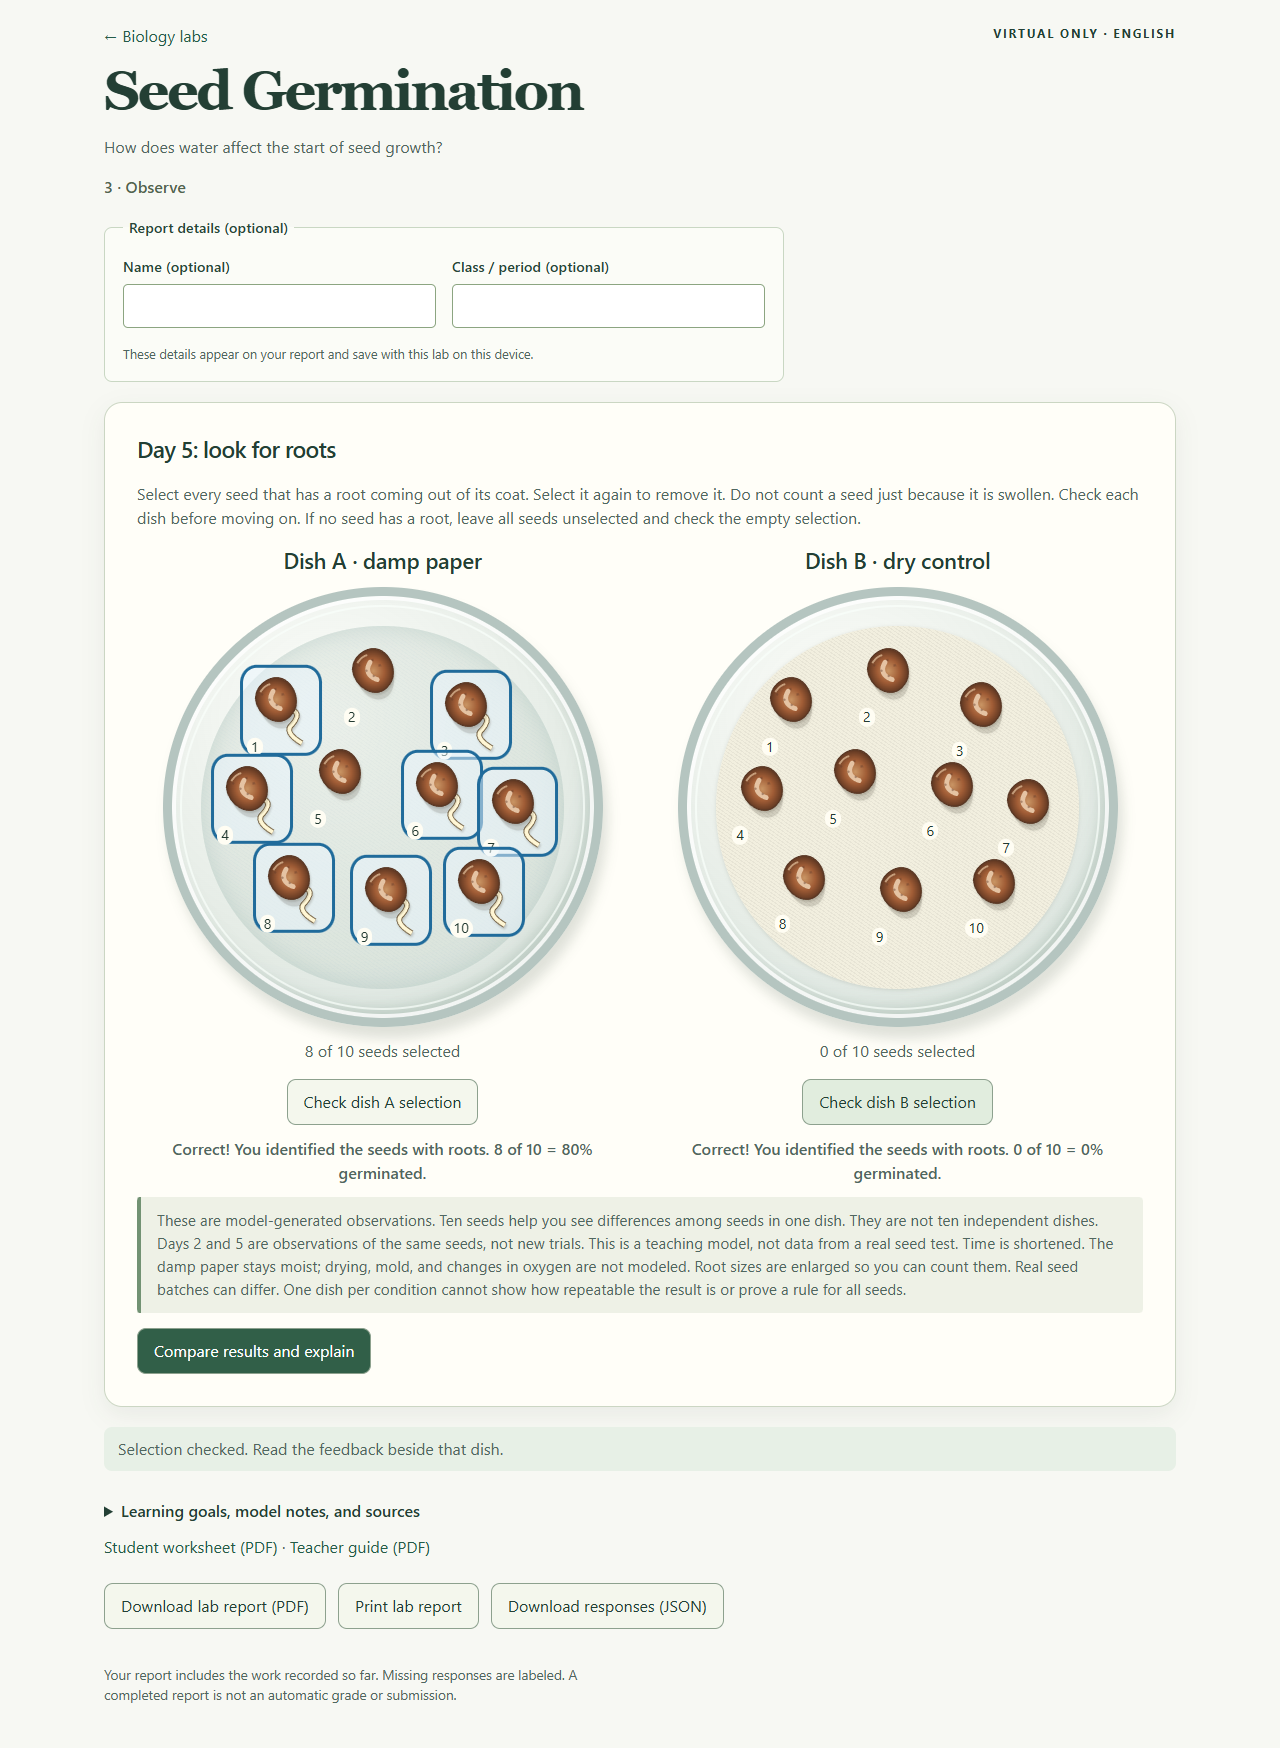 ← Biology labs
VIRTUAL ONLY · ENGLISH
Seed Germination
How does water affect the start of seed growth?
3 · Observe
Report details (optional)
Name (optional)
Class / period (optional)
These details appear on your report and save with this lab on this device.
Day 5: look for roots
Select every seed that has a root coming out of its coat. Select it again to remove it. Do not count a seed just because it is swollen. Check each
dish before moving on. If no seed has a root, leave all seeds unselected and check the empty selection.
Dish A · damp paper
1
2
3
4
5
6
7
8
9
10
8 of 10 seeds selected
Check dish A selection
Correct! You identified the seeds with roots. 8 of 10 = 80%
germinated.
Dish B · dry control
1
2
3
4
5
6
7
8
9
10
0 of 10 seeds selected
Check dish B selection
Correct! You identified the seeds with roots. 0 of 10 = 0%
germinated.
These are model-generated observations. Ten seeds help you see differences among seeds in one dish. They are not ten independent dishes.
Days 2 and 5 are observations of the same seeds, not new trials. This is a teaching model, not data from a real seed test. Time is shortened. The
damp paper stays moist; drying, mold, and changes in oxygen are not modeled. Root sizes are enlarged so you can count them. Real seed
batches can differ. One dish per condition cannot show how repeatable the result is or prove a rule for all seeds.
Compare results and explain
Selection checked. Read the feedback beside that dish.
▶ Learning goals, model notes, and sources
Student worksheet (PDF) · Teacher guide (PDF)
Download lab report (PDF)
Print lab report
Download responses (JSON)
Your report includes the work recorded so far. Missing responses are labeled. A
completed report is not an automatic grade or submission.